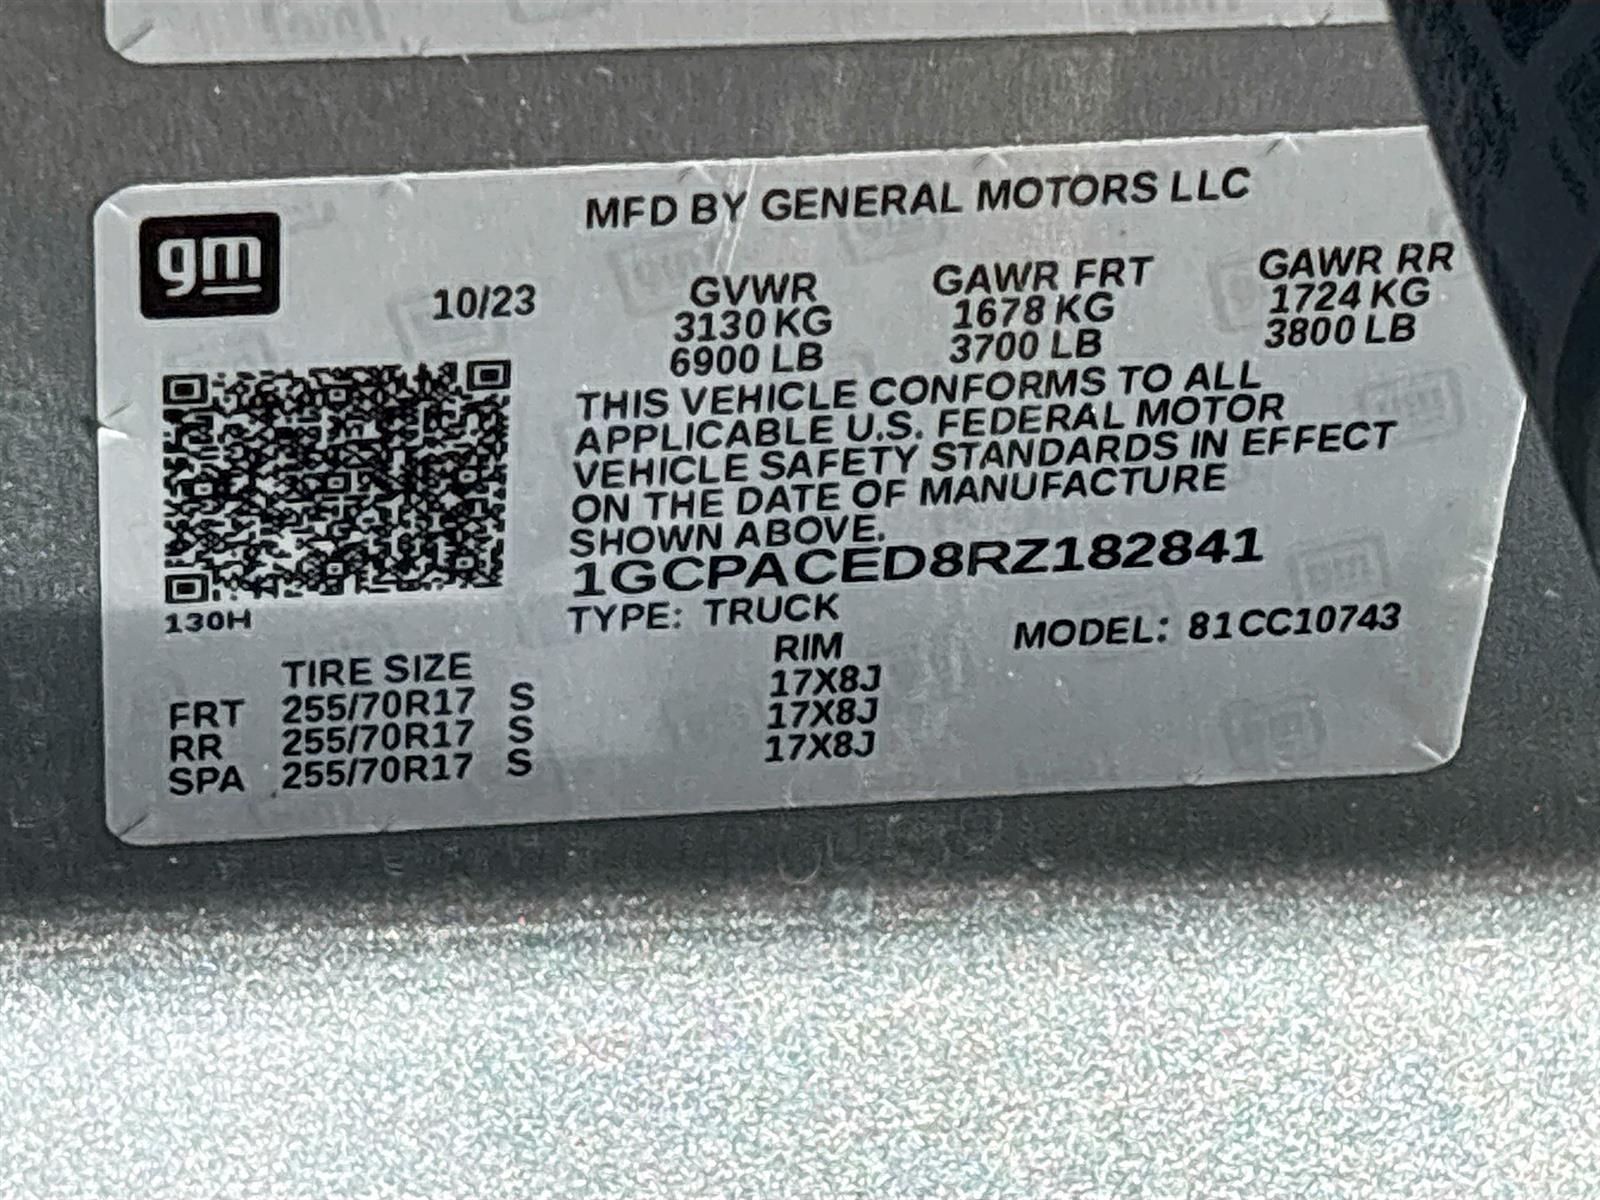 gm
MFD BY GENERAL MOTORS LLC
10/23
GVWR GAWR FRT GAWR RR
3130 KG 1678 KG 1724 KG
6900 LB 3700 LB 3800 LB
THIS VEHICLE CONFORMS TO ALL
APPLICABLE U.S. FEDERAL MOTOR
VEHICLE SAFETY STANDARDS IN EFFECT
ON THE DATE OF MANUFACTURE
SHOWN ABOVE.
1GCPACED8RZ182841
130H
TYPE: TRUCK MODEL: 81CC10743
TIRE SIZE RIM
FRT 255/70R17 S 17X8J
RR 255/70R17 S 17X8J
SPA 255/70R17 S 17X8J